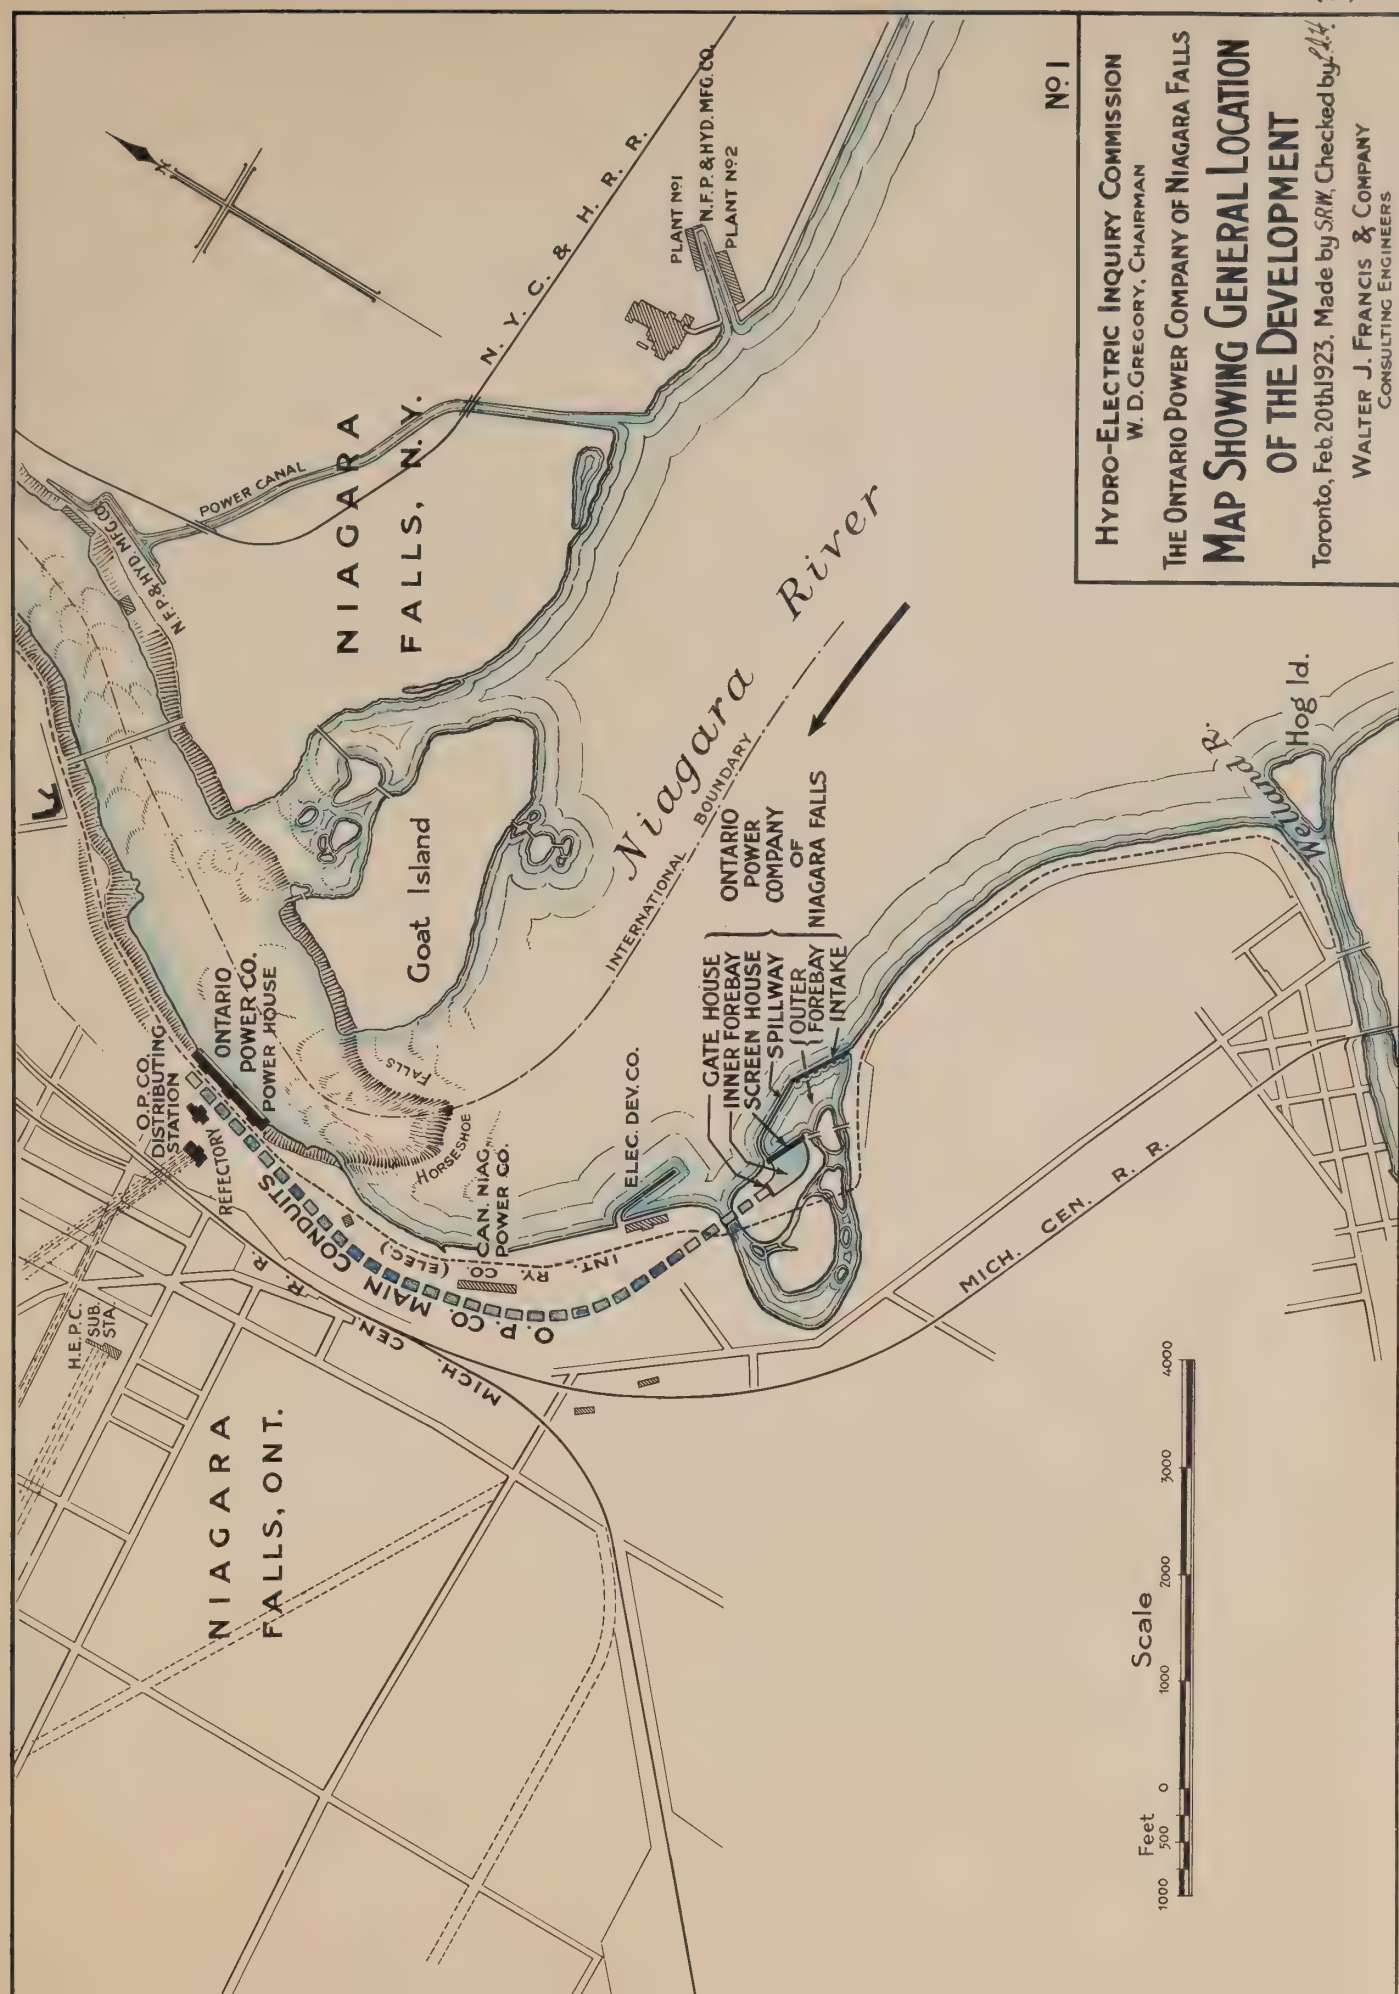 No. 1
HYDRO-ELECTRIC INQUIRY COMMISSION
W. D. GREGORY, CHAIRMAN
THE ONTARIO POWER COMPANY OF NIAGARA FALLS
MAP SHOWING GENERAL LOCATION
OF THE DEVELOPMENT
Toronto, Feb. 20th 1923. Made by S.R.W. Checked by
WALTER J. FRANCIS & COMPANY
CONSULTING ENGINEERS
N
N. Y. C. & H. R. R. R.
PLANT No. 1
N.F.P. & HYD. MFG. CO.
PLANT No. 2
POWER CANAL
N.F.P. & HYD. MFG. CO.
NIAGARA
FALLS, N.Y.
Niagara River
INTERNATIONAL BOUNDARY
Goat Island
FALLS
HORSESHOE
ONTARIO
POWER CO.
POWER HOUSE
O.P. CO.
DISTRIBUTING
STATION
REFECTORY
H.E.P.C.
SUB.
STA.
O. P. CO. MAIN CONDUITS
INT. RY. CO. (ELEC.)
CAN. NIAG.
POWER CO.
ELEC. DEV. CO.
GATE HOUSE
INNER FOREBAY
SCREEN HOUSE
SPILLWAY
OUTER
FOREBAY
INTAKE
ONTARIO
POWER
COMPANY
OF
NIAGARA FALLS
Welland R.
Hog Id.
MICH. CEN. R. R.
MICH. CEN. R. R.
NIAGARA
FALLS, ONT.
Scale
Feet
1000 500 0 1000 2000 3000 4000